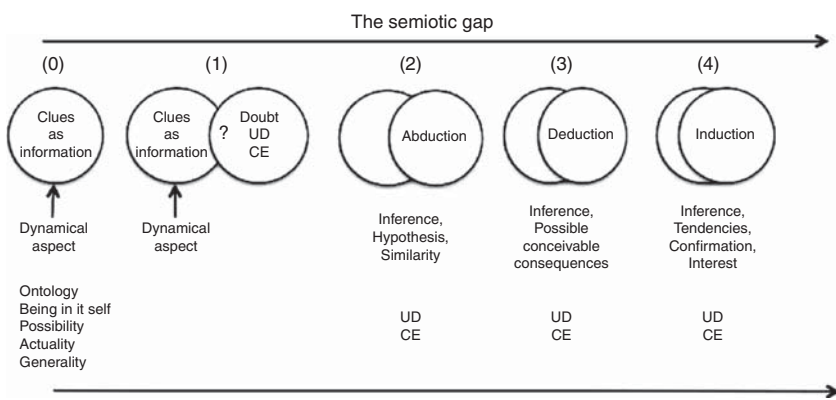 The semiotic gap
(0)
(1)
(2)
(3)
(4)
Clues
as
information
Clues
as
information
?
Doubt
UD
CE
Abduction
Deduction
Induction
Dynamical
aspect
Dynamical
aspect
Inference,
Hypothesis,
Similarity
Inference,
Possible
conceivable
consequences
Inference,
Tendencies,
Confirmation,
Interest
Ontology
Being in it self
Possibility
Actuality
Generality
UD
CE
UD
CE
UD
CE